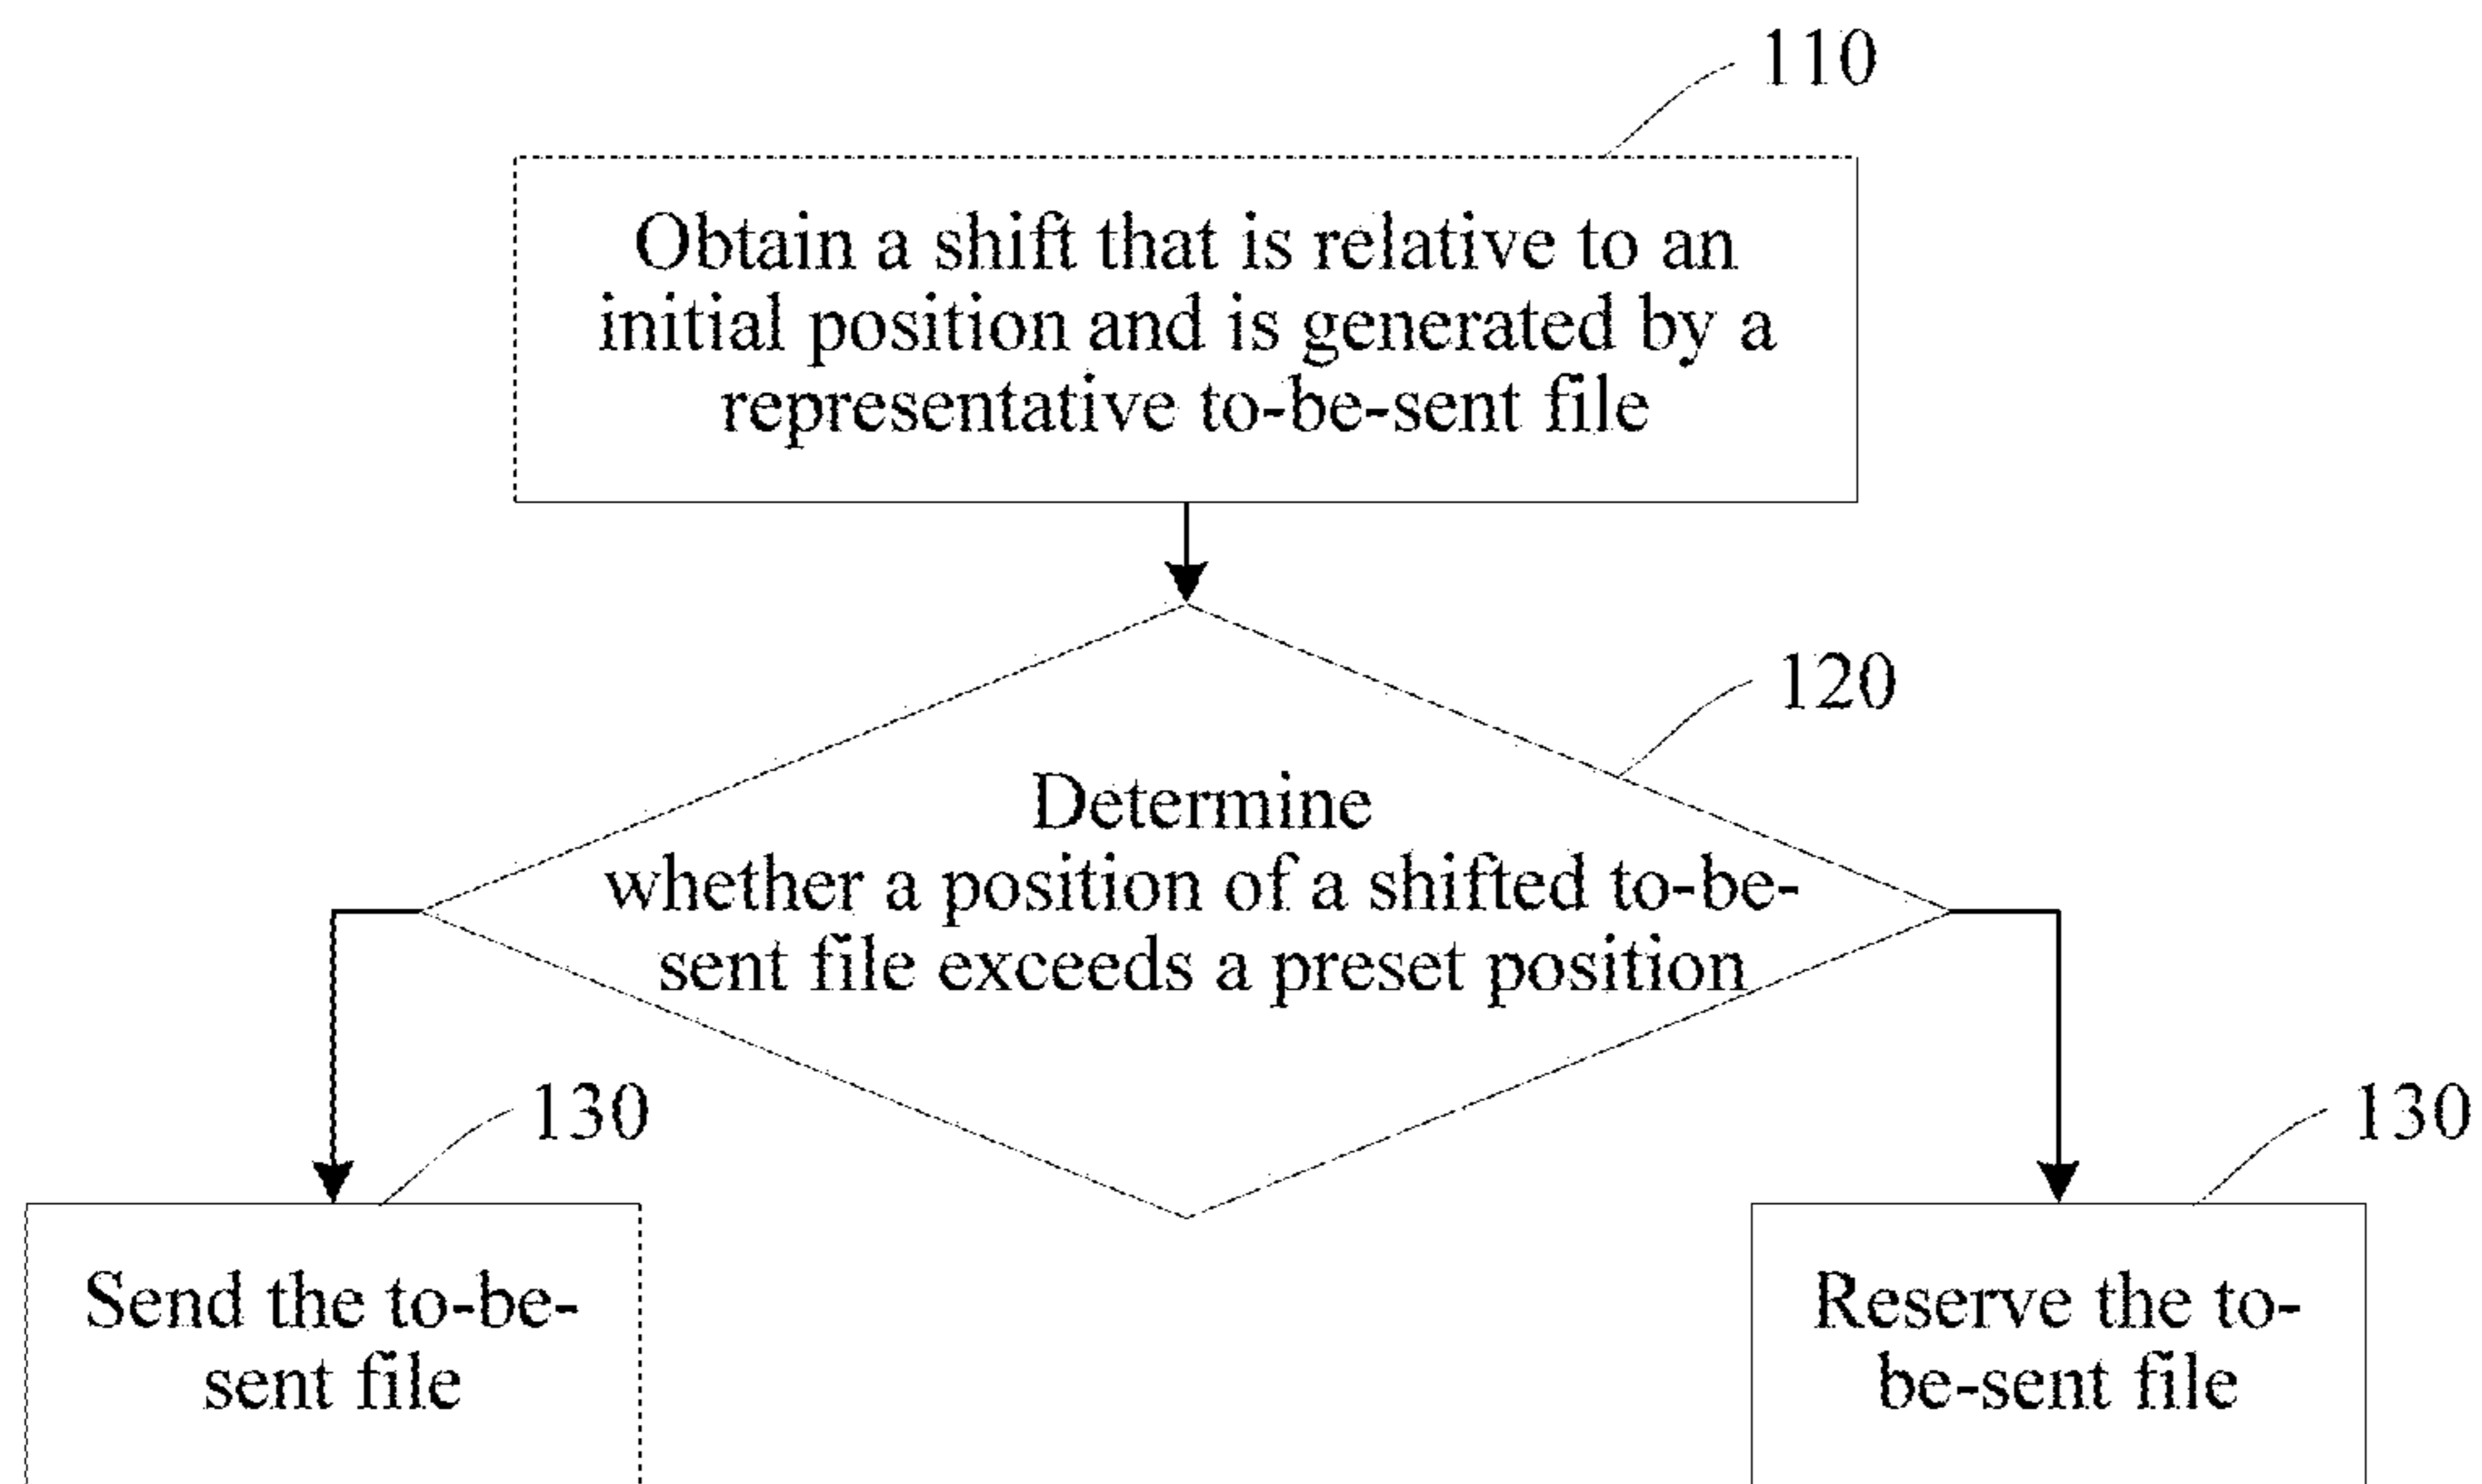 110
Obtain a shift that is relative to an
initial position and is generated by a
representative to-be-sent file
120
Determine
whether a position of a shifted to-be-
sent file exceeds a preset position
130
130
Send the to-be-
sent file
Reserve the to-
be-sent file